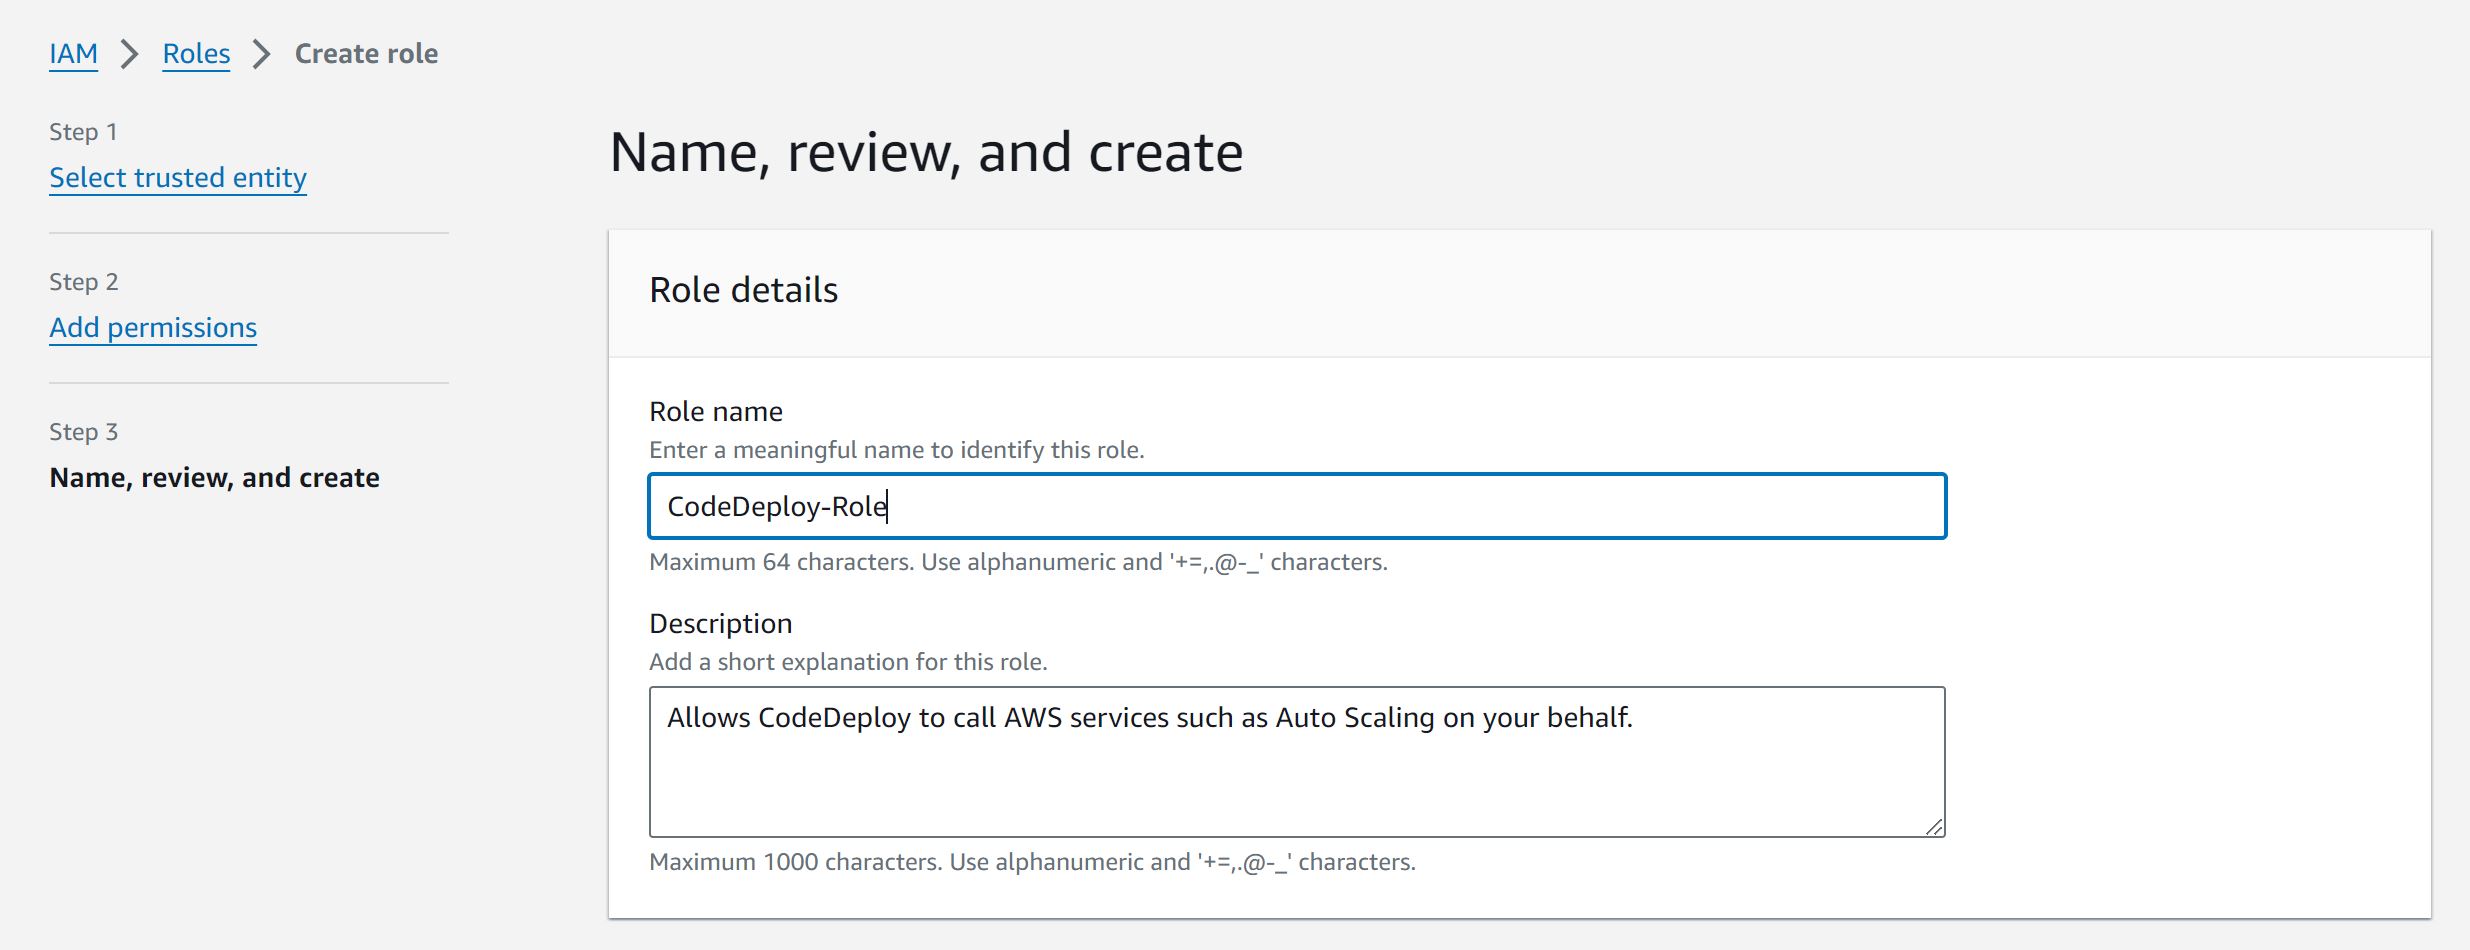 IAM > Roles > Create role
Step 1
Select trusted entity
Step 2
Add permissions
Step 3
Name, review, and create
Name, review, and create
Role details
Role name
Enter a meaningful name to identify this role.
CodeDeploy-Role
Maximum 64 characters. Use alphanumeric and '+=,.@-_' characters.
Description
Add a short explanation for this role.
Allows CodeDeploy to call AWS services such as Auto Scaling on your behalf.
Maximum 1000 characters. Use alphanumeric and '+=,.@-_' characters.